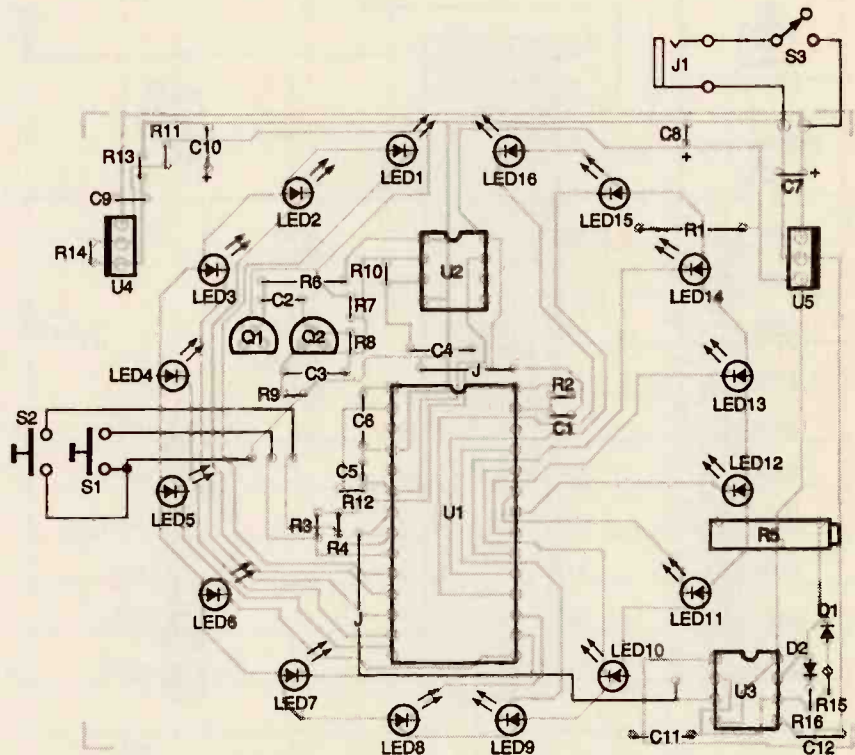 J1
S3
R11
C10
R13
C9
R14
U4
LED1
LED16
LED2
LED15
C8
C7
R1
LED3
LED14
U5
U2
R10
R6
C2
R7
R8
Q1
Q2
C4
C3
J
R9
R2
C6
C1
LED4
LED13
S2
S1
C5
R12
LED5
LED12
U1
R3
R4
R5
LED6
LED11
J
Q1
D2
LED7
LED10
U3
R15
R16
C11
C12
LED8
LED9
+
+
+